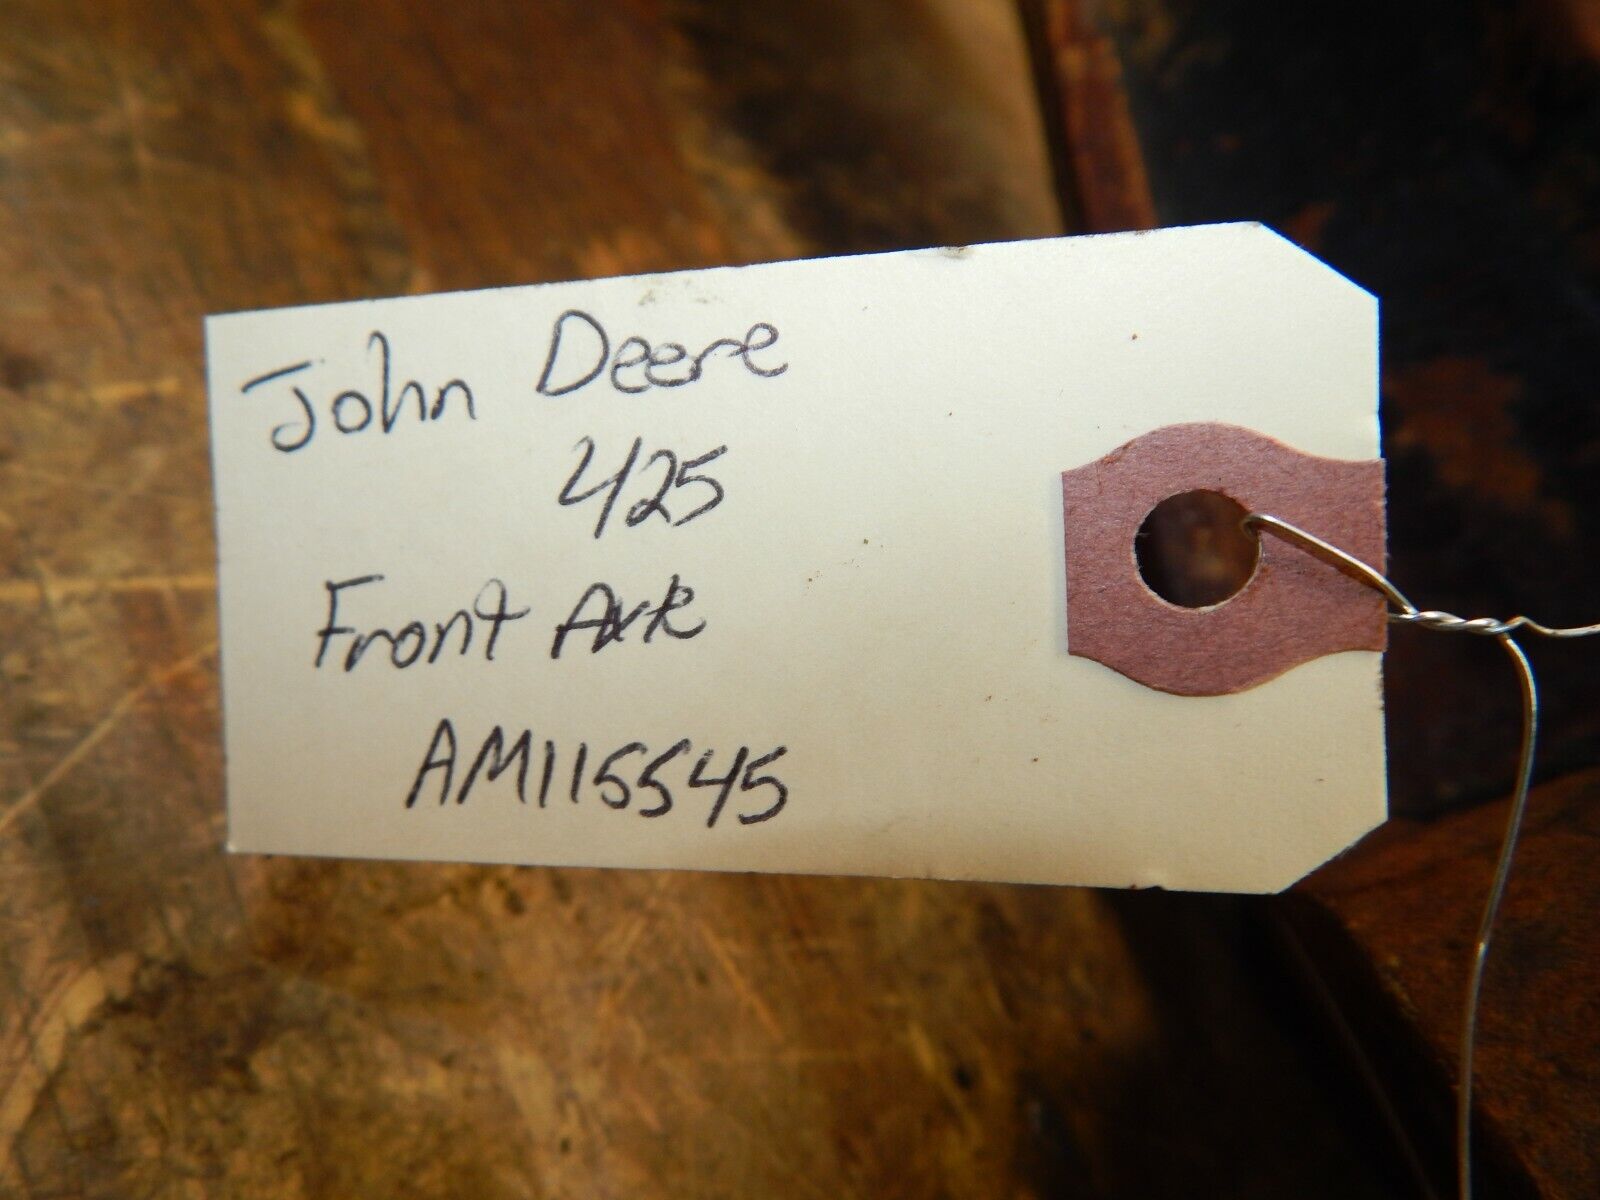 John Deere
425
Front Axle
AM115545